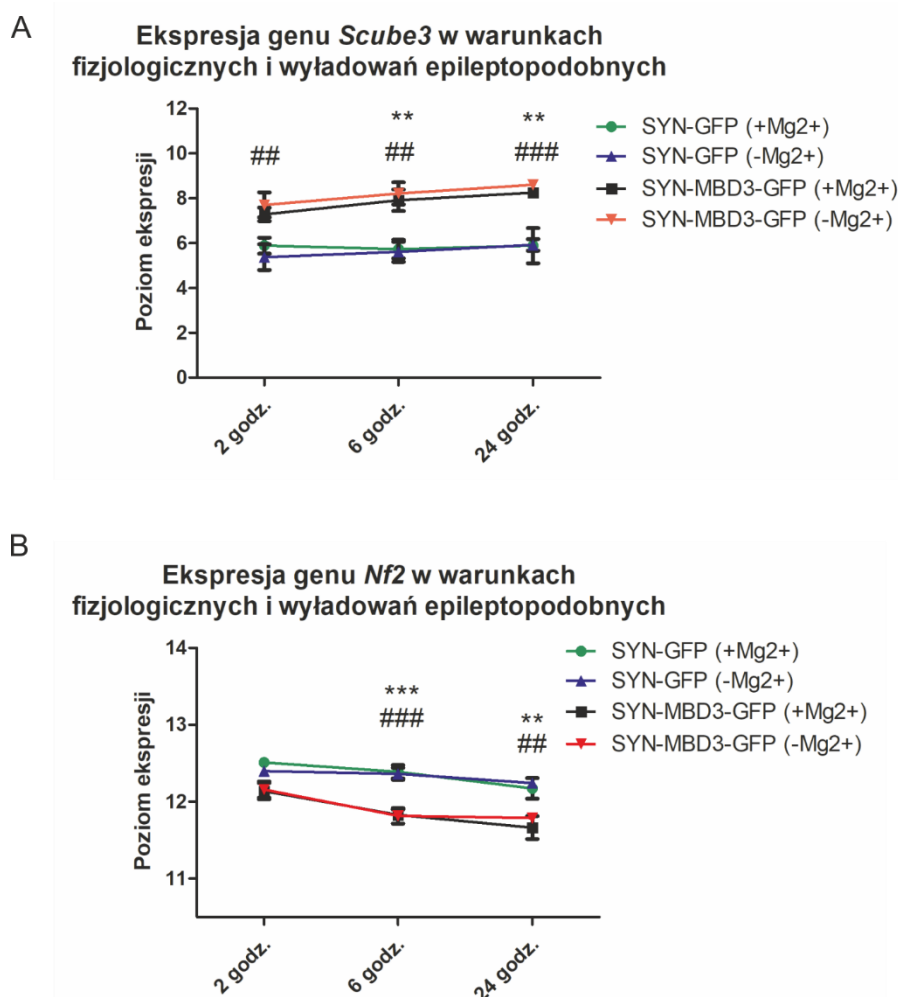 A
Ekspresja genu Scube3 w warunkach
fizjologicznych i wyładowań epileptopodobnych
Poziom ekspresji
12
10
8
6
4
2
0
** **
## ## ###
SYN-GFP (+Mg2+)
SYN-GFP (-Mg2+)
SYN-MBD3-GFP (+Mg2+)
SYN-MBD3-GFP (-Mg2+)
2 godz.
6 godz.
24 godz.
B
Ekspresja genu Nf2 w warunkach
fizjologicznych i wyładowań epileptopodobnych
Poziom ekspresji
14
13
12
11
*** **
### ##
SYN-GFP (+Mg2+)
SYN-GFP (-Mg2+)
SYN-MBD3-GFP (+Mg2+)
SYN-MBD3-GFP (-Mg2+)
2 godz.
6 godz.
24 godz.